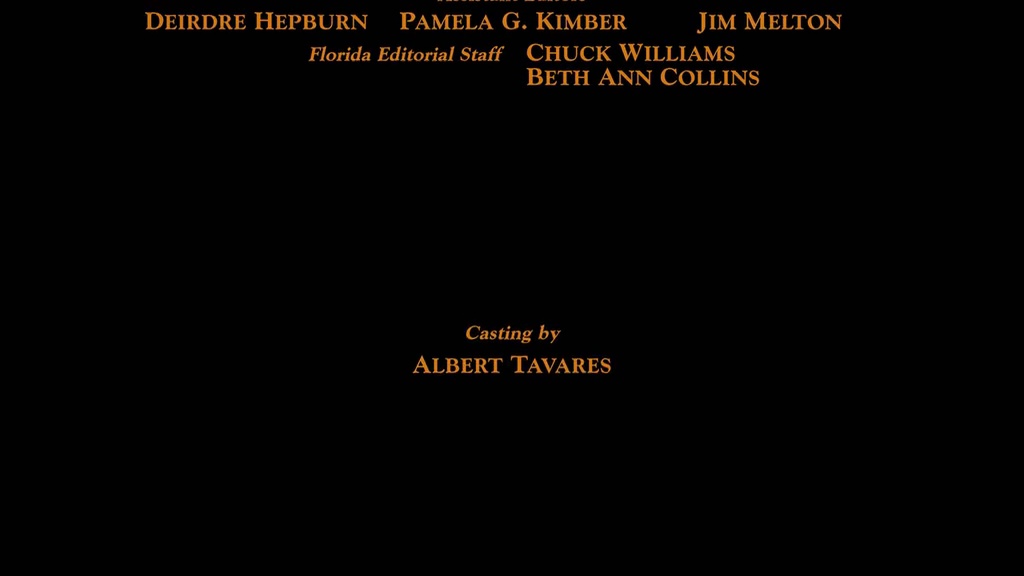 DEIRDRE HEPBURN PAMELA G. KIMBER JIM MELTON
Florida Editorial Staff CHUCK WILLIAMS
BETH ANN COLLINS
Casting by
ALBERT TAVARES